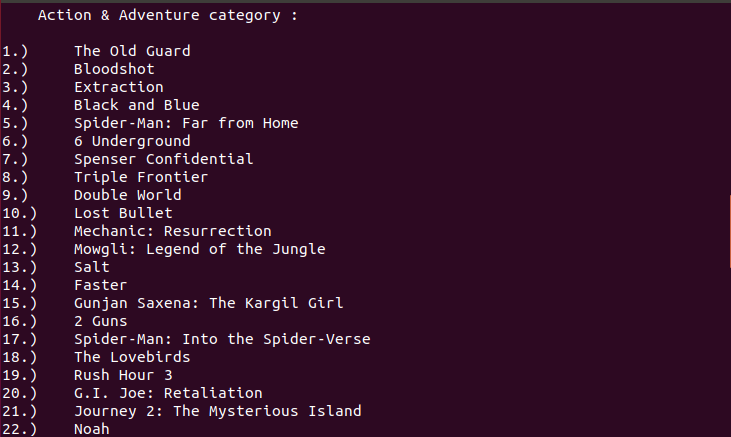 Action & Adventure category :
1.) The Old Guard
2.) Bloodshot
3.) Extraction
4.) Black and Blue
5.) Spider-Man: Far from Home
6.) 6 Underground
7.) Spenser Confidential
8.) Triple Frontier
9.) Double World
10.) Lost Bullet
11.) Mechanic: Resurrection
12.) Mowgli: Legend of the Jungle
13.) Salt
14.) Faster
15.) Gunjan Saxena: The Kargil Girl
16.) 2 Guns
17.) Spider-Man: Into the Spider-Verse
18.) The Lovebirds
19.) Rush Hour 3
20.) G.I. Joe: Retaliation
21.) Journey 2: The Mysterious Island
22.) Noah